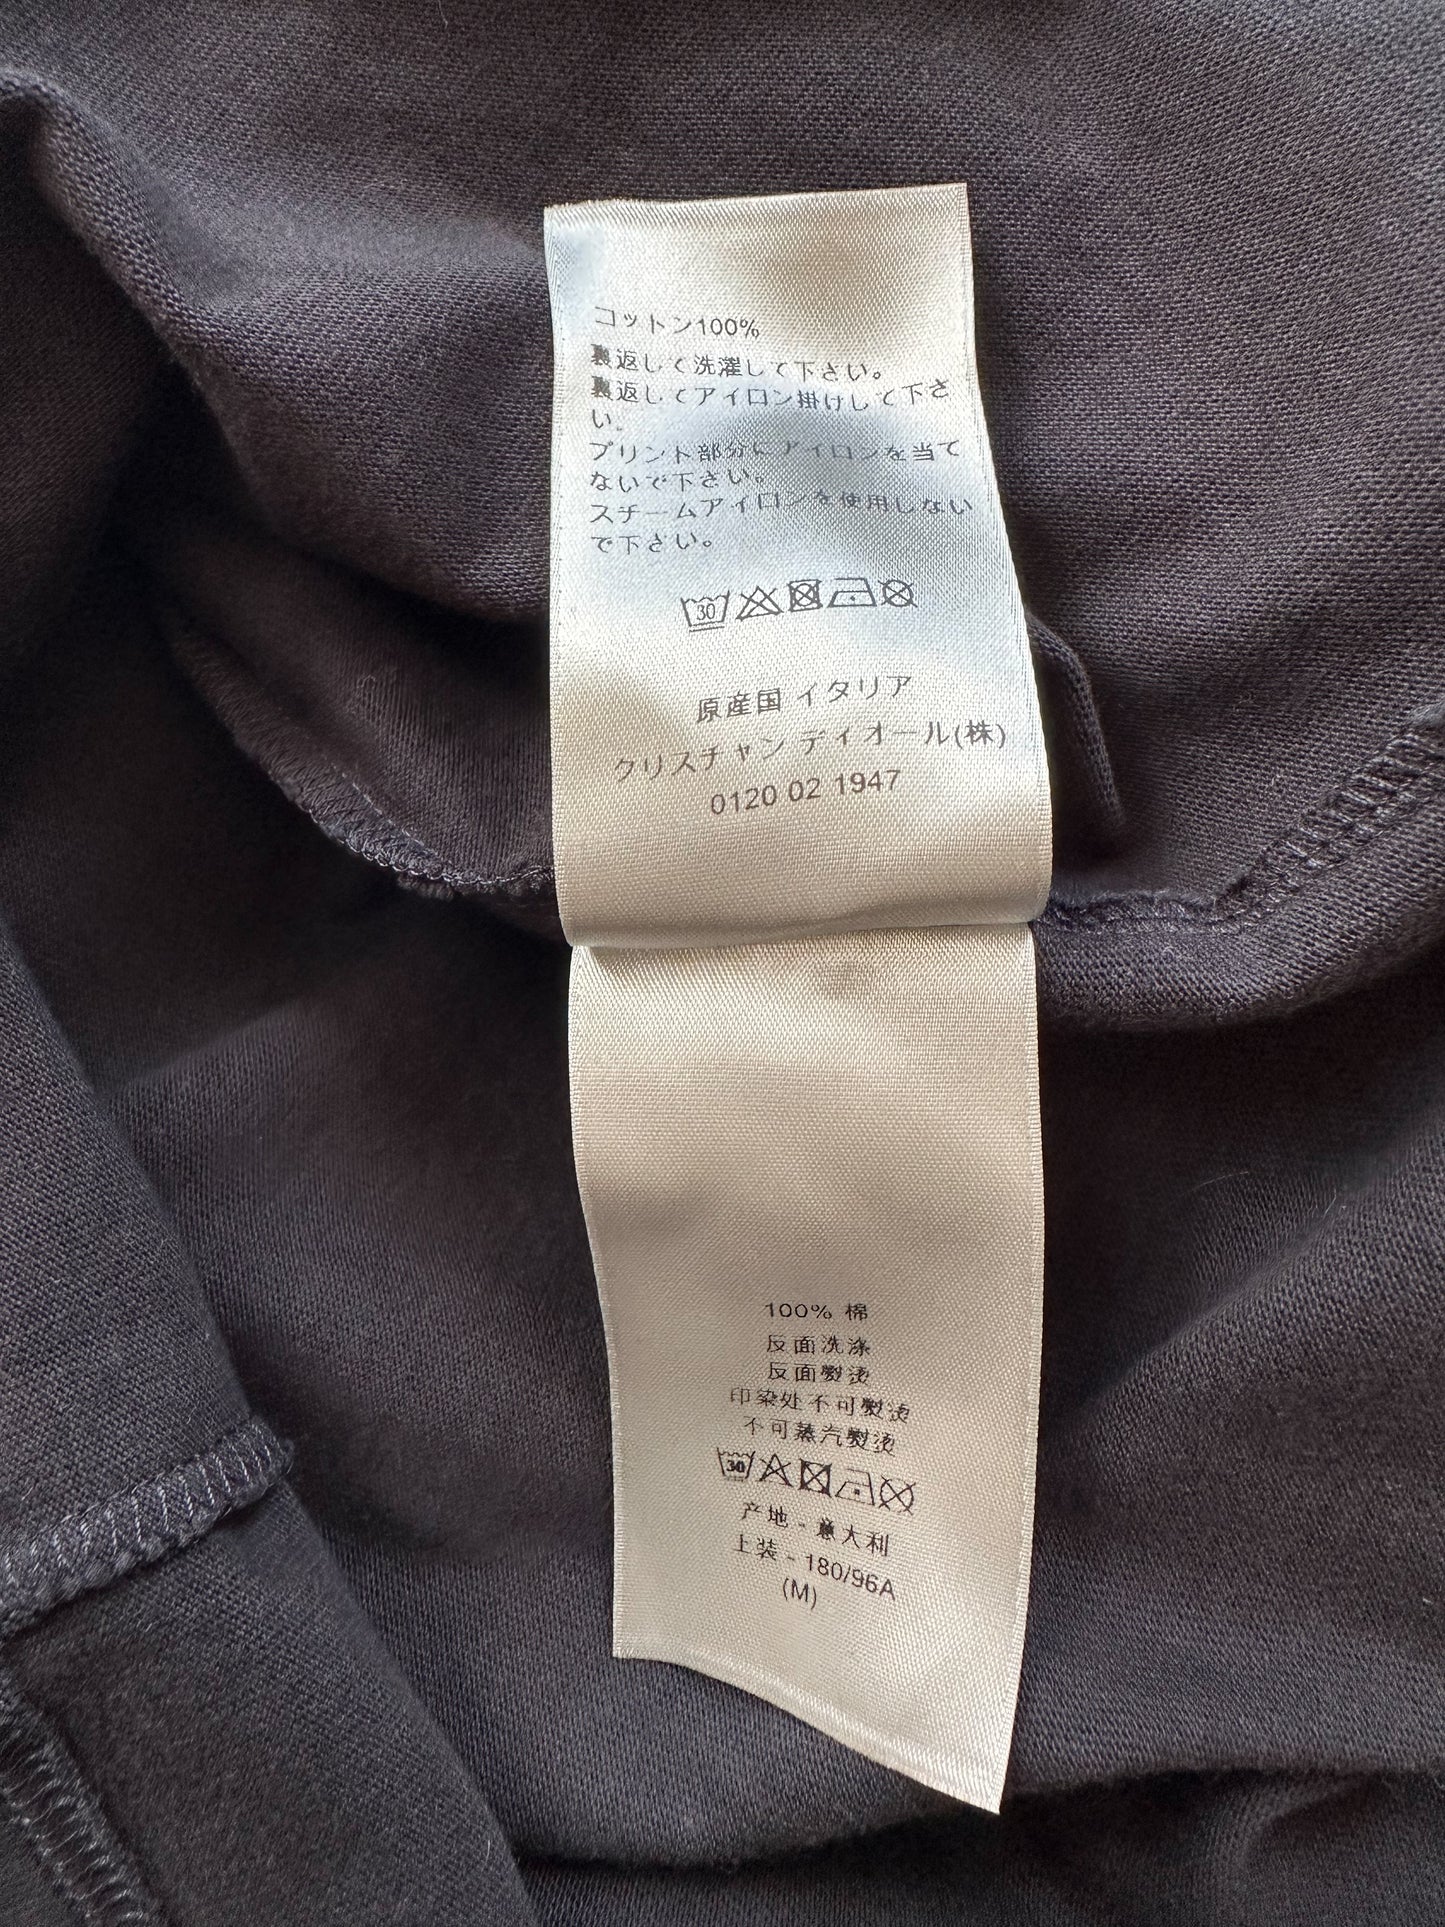 コットン100%
裏返して洗濯して下さい。
裏返してアイロン掛けして下さ
い。
プリント部分にアイロンを当て
ないで下さい。
スチームアイロンを使用しない
で下さい。
30
原産国 イタリア
クリスチャン ディオール(株)
0120 02 1947
100% 棉
反面洗涤
反面熨烫
印染处不可熨烫
不可蒸汽熨烫
30
产地 - 意大利
上装 - 180/96A
(M)